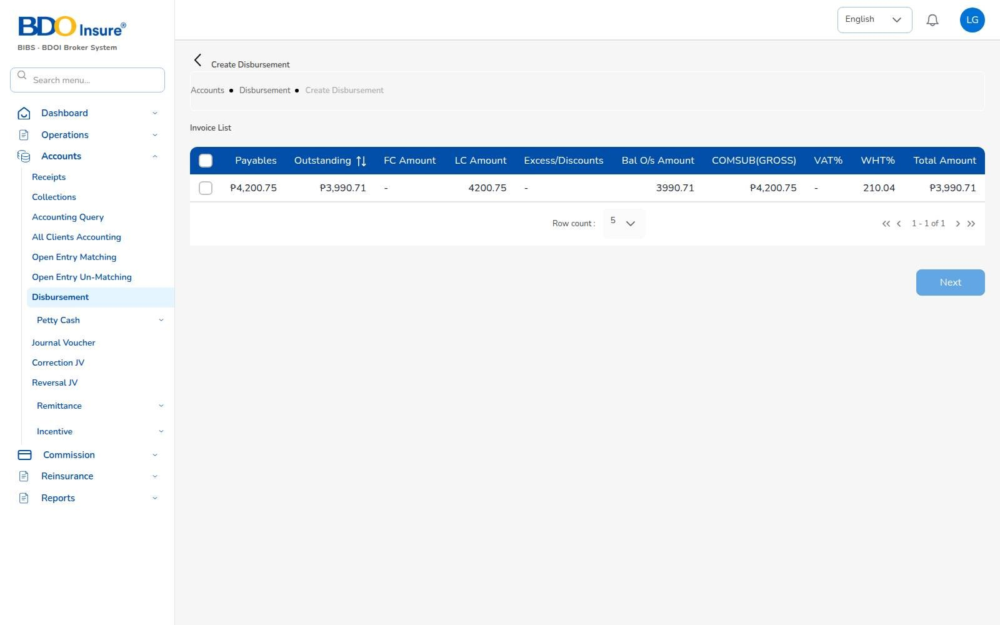 BDO Insure®
BIBS - BDOI Broker System
English
LG
Search menu...
Dashboard
Operations
Accounts
Receipts
Collections
Accounting Query
All Clients Accounting
Open Entry Matching
Open Entry Un-Matching
Disbursement
Petty Cash
Journal Voucher
Correction JV
Reversal JV
Remittance
Incentive
Commission
Reinsurance
Reports
Create Disbursement
Accounts • Disbursement • Create Disbursement
Invoice List
Payables Outstanding FC Amount LC Amount Excess/Discounts Bal O/s Amount COMSUB(GROSS) VAT% WHT% Total Amount
₱4,200.75 ₱3,990.71 - 4200.75 - 3990.71 ₱4,200.75 - 210.04 ₱3,990.71
Row count : 5 1 - 1 of 1
Next